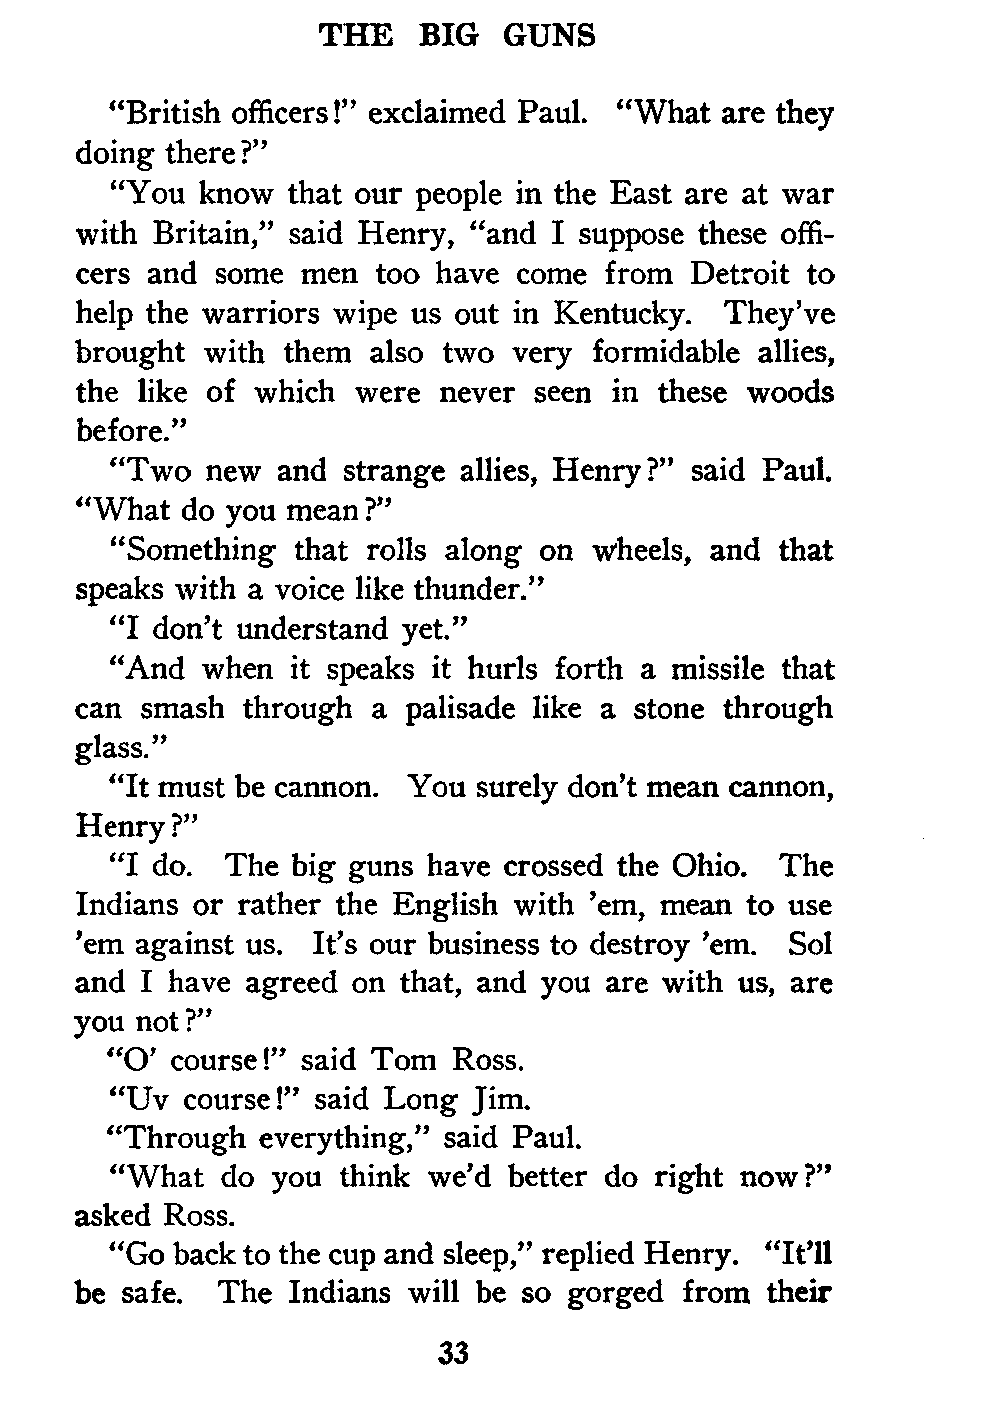 THE BIG GUNS
“British officers!” exclaimed Paul. “What are they
doing there?”
“You know that our people in the East are at war
with Britain,” said Henry, “and I suppose these offi-
cers and some men too have come from Detroit to
help the warriors wipe us out in Kentucky. They’ve
brought with them also two very formidable allies,
the like of which were never seen in these woods
before.”
“Two new and strange allies, Henry?” said Paul.
“What do you mean?”
“Something that rolls along on wheels, and that
speaks with a voice like thunder.”
“I don’t understand yet.”
“And when it speaks it hurls forth a missile that
can smash through a palisade like a stone through
glass.”
“It must be cannon. You surely don’t mean cannon,
Henry?”
“I do. The big guns have crossed the Ohio. The
Indians or rather the English with ’em, mean to use
’em against us. It’s our business to destroy ’em. Sol
and I have agreed on that, and you are with us, are
you not?”
“O’ course!” said Tom Ross.
“Uv course!” said Long Jim.
“Through everything,” said Paul.
“What do you think we’d better do right now?”
asked Ross.
“Go back to the cup and sleep,” replied Henry. “It’ll
be safe. The Indians will be so gorged from their
33